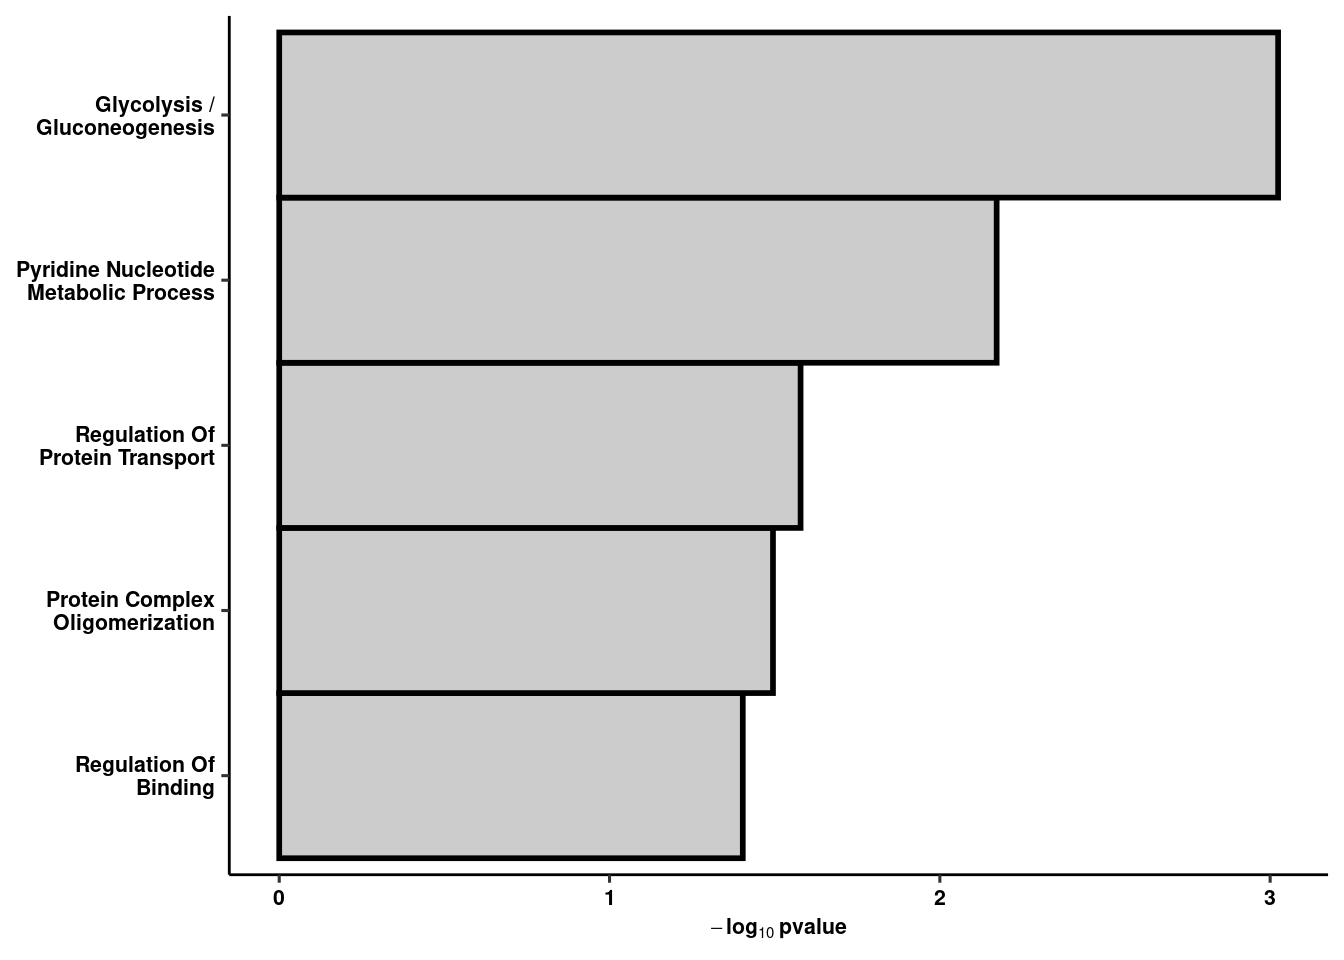 Glycolysis /
Gluconeogenesis
Pyridine Nucleotide
Metabolic Process
Regulation Of
Protein Transport
Protein Complex
Oligomerization
Regulation Of
Binding
0 1 2 3
−log₁₀ pvalue